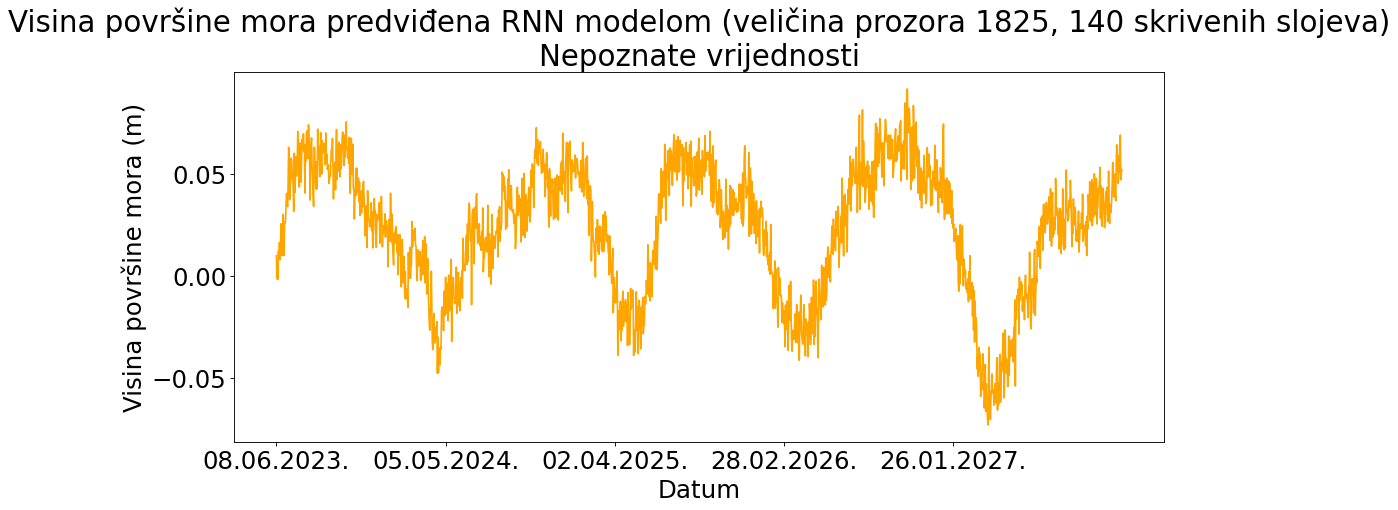 Visina površine mora predviđena RNN modelom (veličina prozora 1825, 140 skrivenih slojeva)
Nepoznate vrijednosti
Visina površine mora (m)
0.05
0.00
−0.05
08.06.2023. 05.05.2024. 02.04.2025. 28.02.2026. 26.01.2027.
Datum